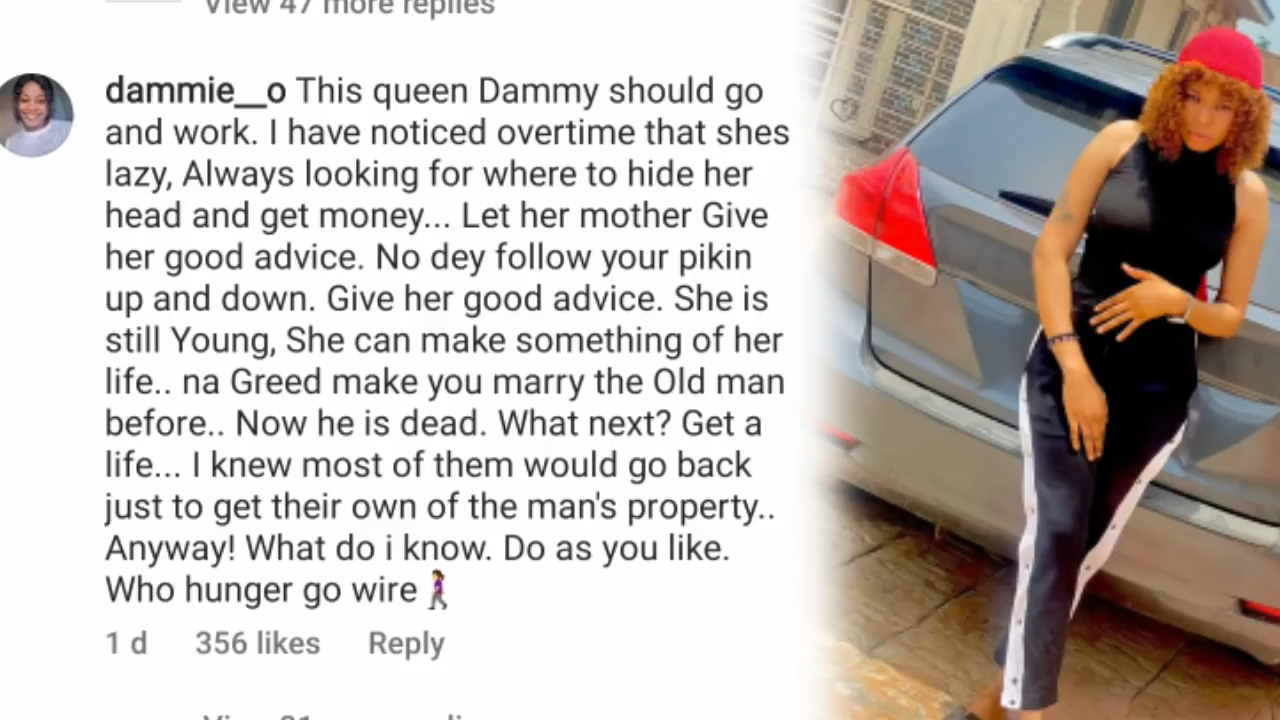 View 47 more replies
dammie__o This queen Dammy should go
and work. I have noticed overtime that shes
lazy, Always looking for where to hide her
head and get money... Let her mother Give
her good advice. No dey follow your pikin
up and down. Give her good advice. She is
still Young, She can make something of her
life.. na Greed make you marry the Old man
before.. Now he is dead. What next? Get a
life... I knew most of them would go back
just to get their own of the man's property..
Anyway! What do i know. Do as you like.
Who hunger go wire🚶‍♀️
1 d 356 likes Reply
View